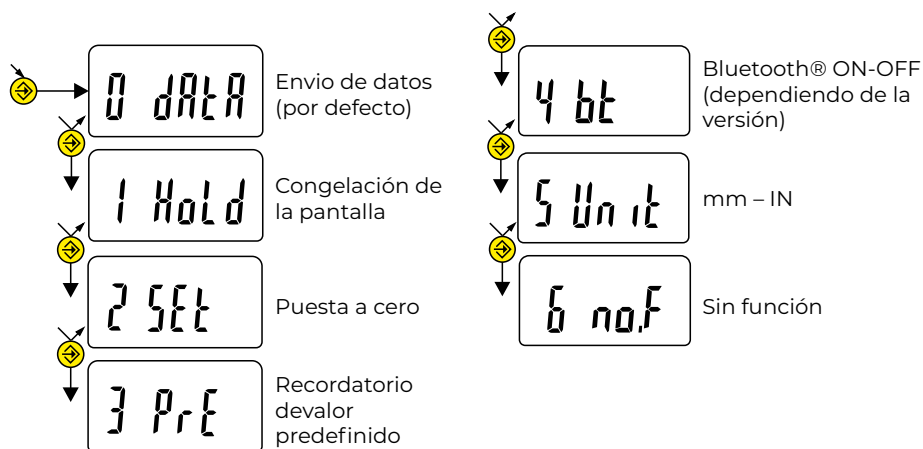 0 dAtA
Envio de datos
(por defecto)
1 HoLd
Congelación de
la pantalla
2 SEt
Puesta a cero
3 PrE
Recordatorio
devalor
predefinido
4 bt
Bluetooth® ON-OFF
(dependiendo de la
versión)
5 Unit
mm – IN
6 no.F
Sin función